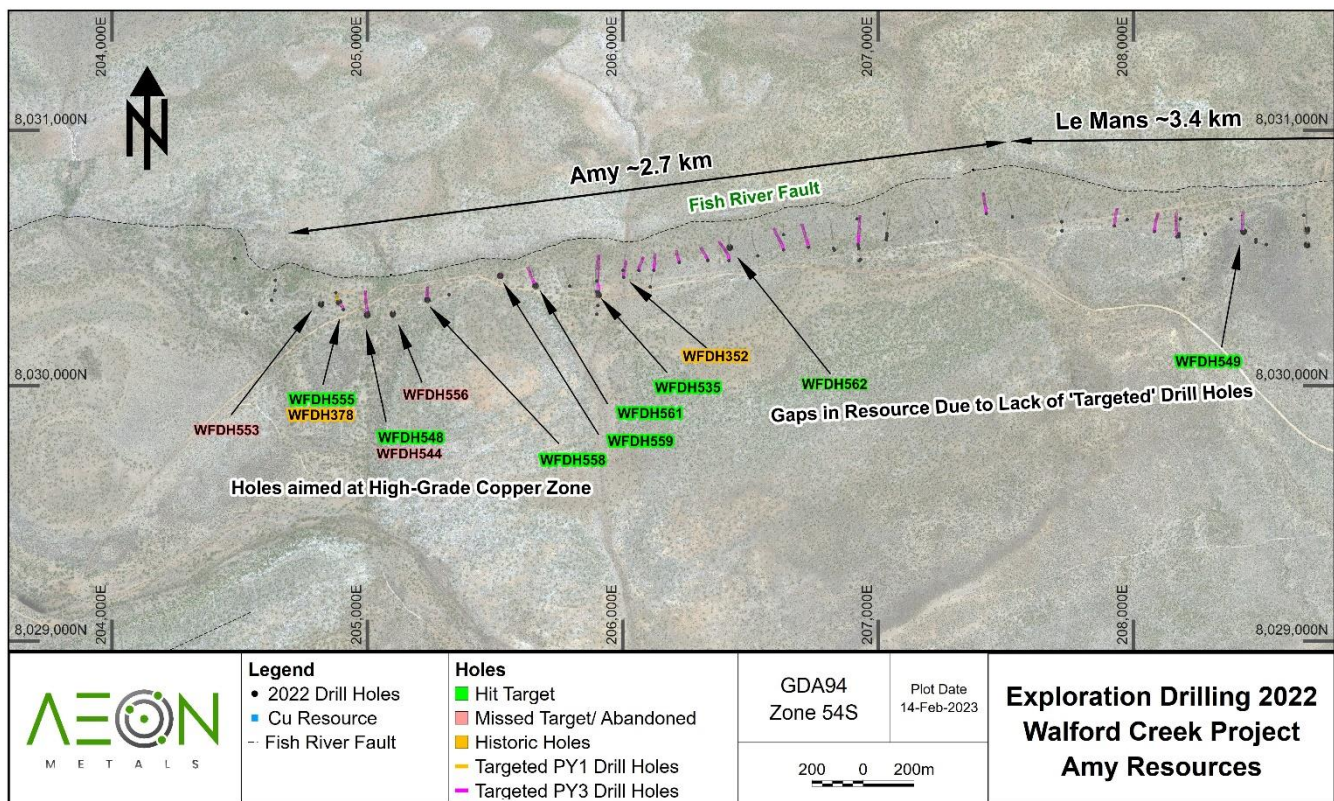 204,000E
205,000E
206,000E
207,000E
208,000E
8,031,000N
8,031,000N
N
Le Mans ~3.4 km
Amy ~2.7 km
Fish River Fault
WFDH352
WFDH549
8,030,000N
8,030,000N
WFDH535
WFDH562
WFDH556
WFDH555
WFDH378
WFDH561
Gaps in Resource Due to Lack of 'Targeted' Drill Holes
WFDH553
WFDH548
WFDH544
WFDH559
WFDH558
Holes aimed at High-Grade Copper Zone
204,000E
205,000E
206,000E
207,000E
208,000E
8,029,000N
8,029,000N
AEON
METALS
Legend
2022 Drill Holes
Cu Resource
Fish River Fault
Holes
Hit Target
Missed Target/ Abandoned
Historic Holes
Targeted PY1 Drill Holes
Targeted PY3 Drill Holes
GDA94
Zone 54S
Plot Date
14-Feb-2023
200 0 200m
Exploration Drilling 2022
Walford Creek Project
Amy Resources